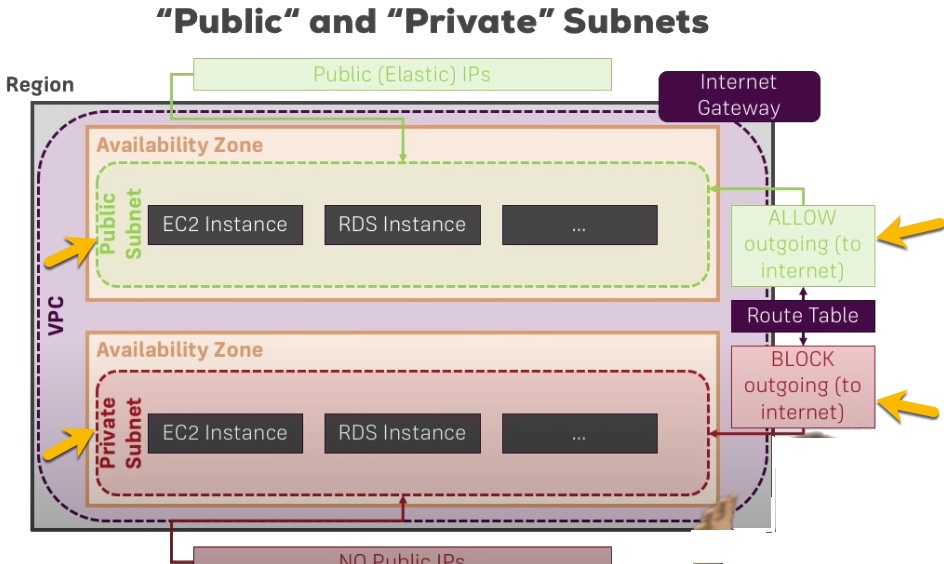 “Public“ and “Private” Subnets
Public (Elastic) IPs
Region
Internet
Gateway
Availability Zone
Public
Subnet
EC2 Instance
RDS Instance
...
ALLOW
outgoing (to
internet)
VPC
Route Table
Availability Zone
BLOCK
outgoing (to
internet)
Private
Subnet
EC2 Instance
RDS Instance
...
NO Public IPs